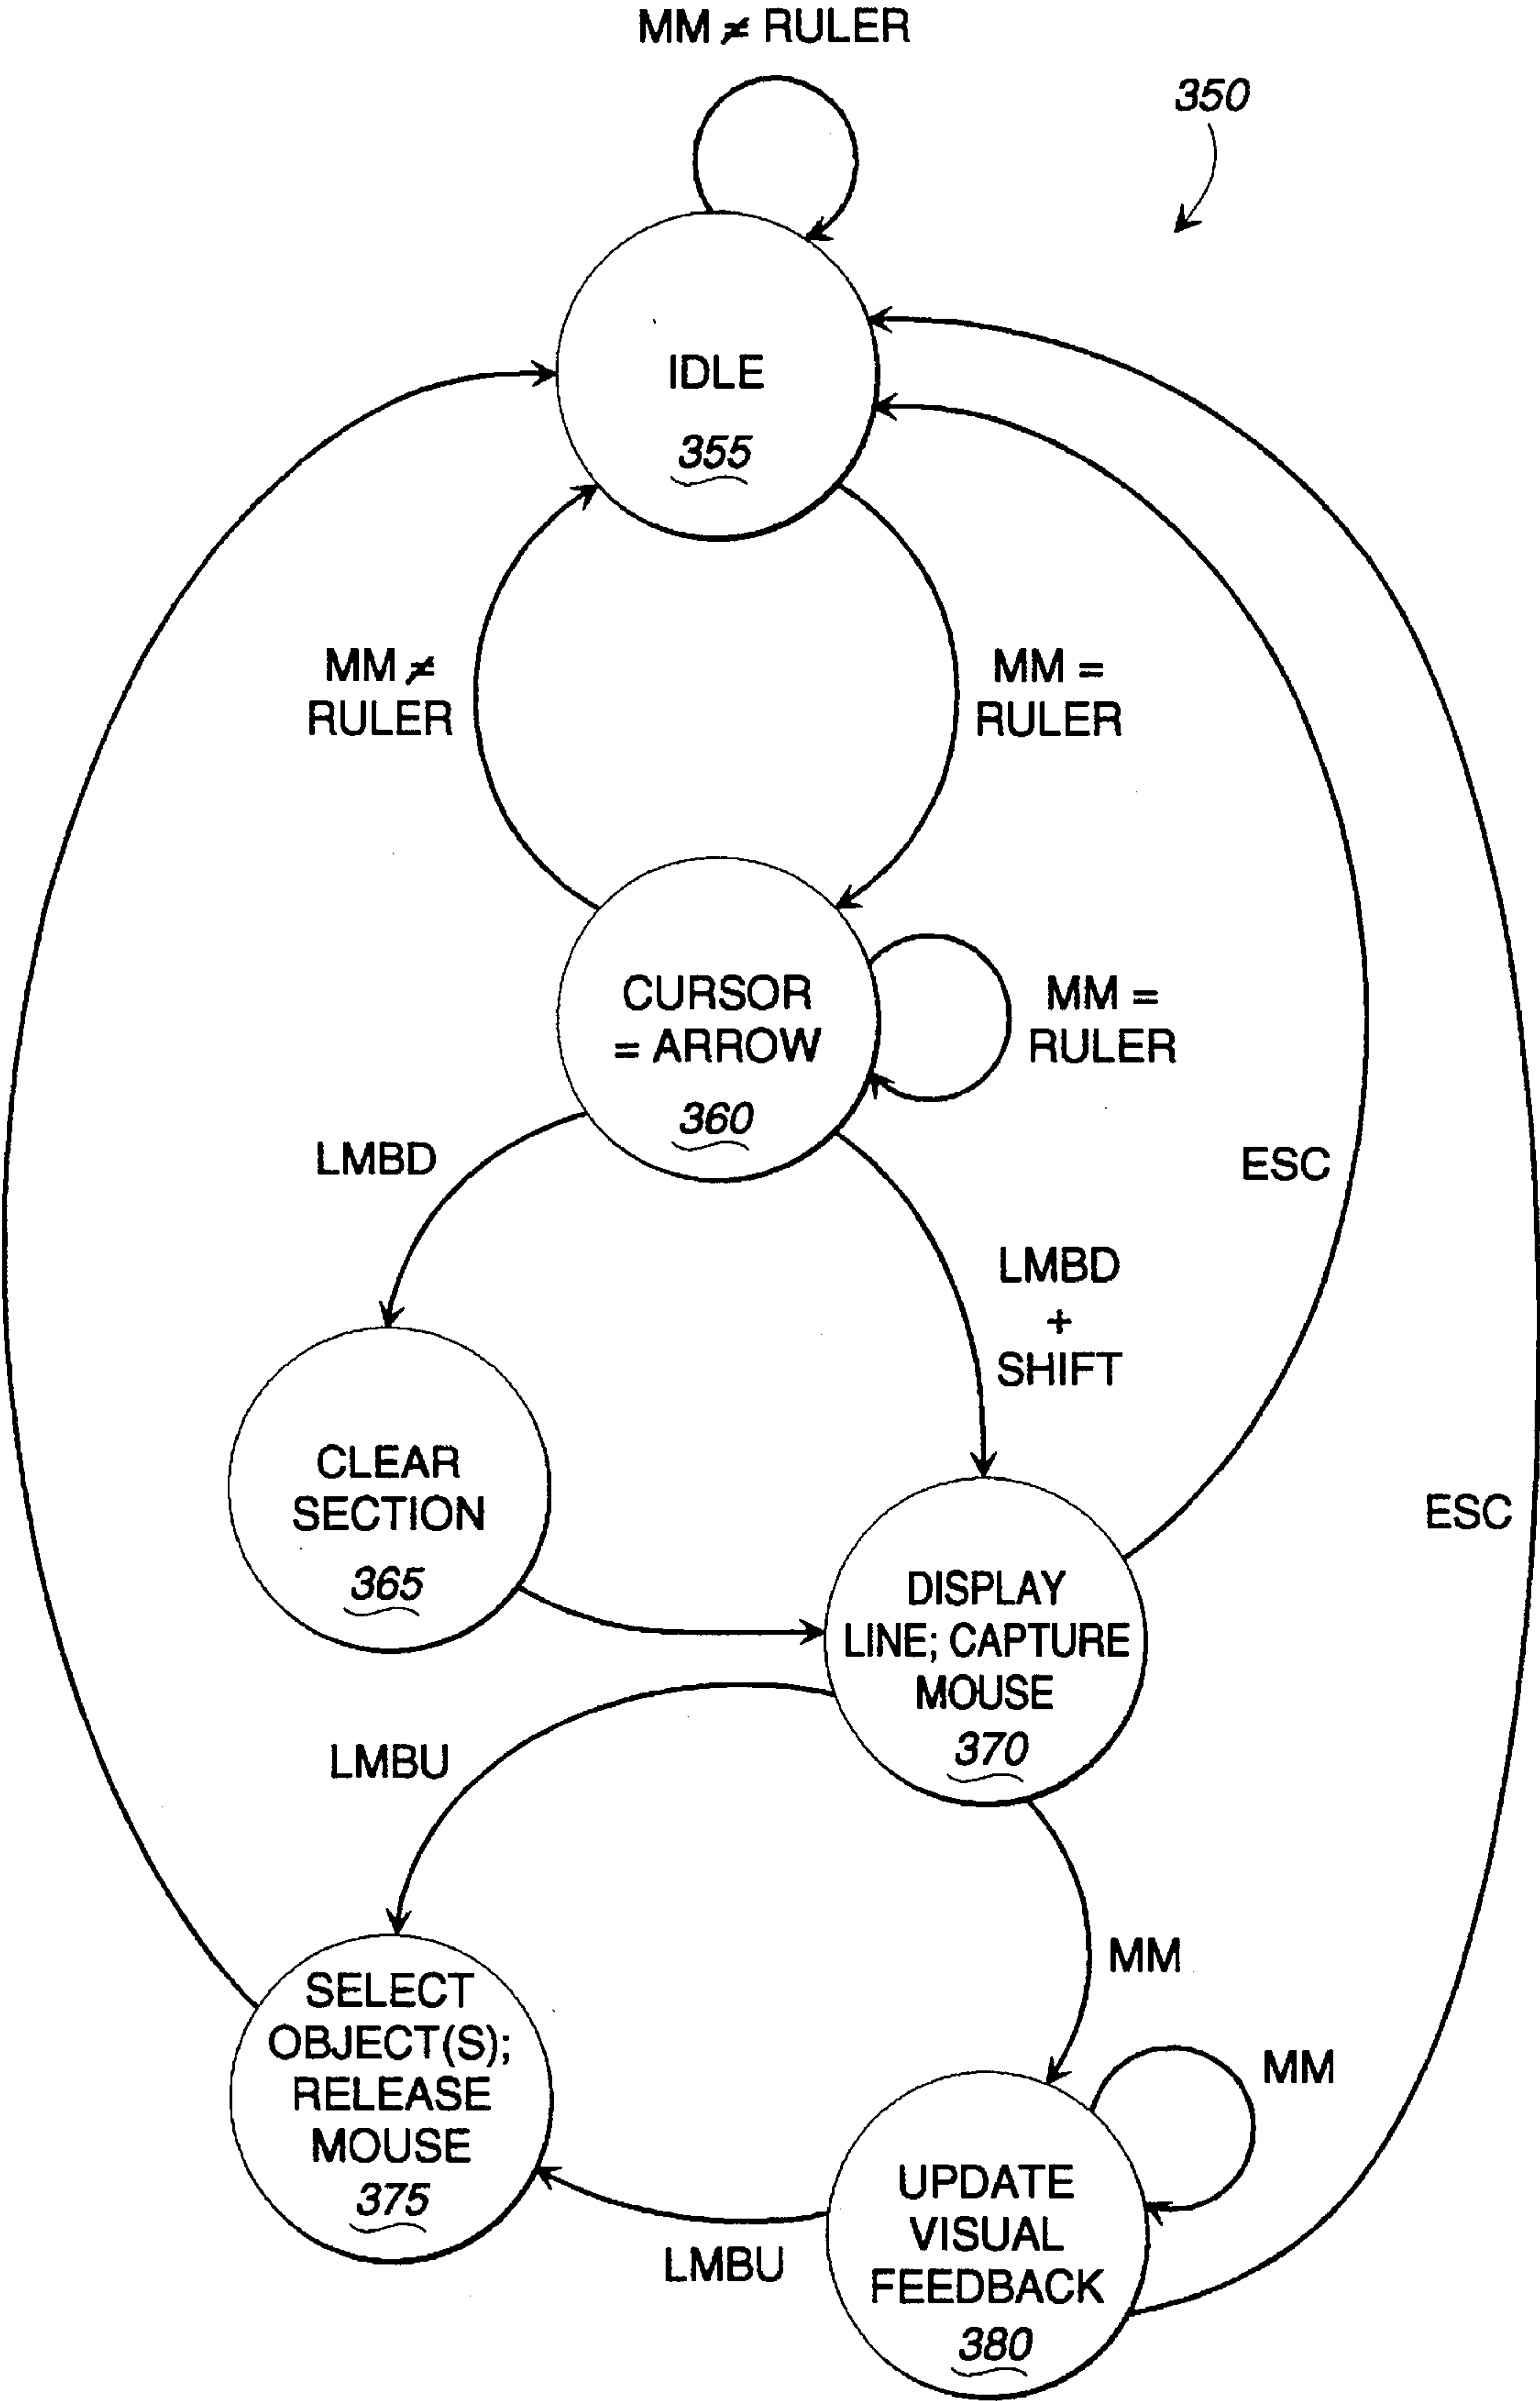 MM ≠ RULER
350
IDLE
355
MM ≠
RULER
MM =
RULER
CURSOR
= ARROW
360
MM =
RULER
LMBD
ESC
LMBD
+
SHIFT
CLEAR
SECTION
365
ESC
DISPLAY
LINE; CAPTURE
MOUSE
370
LMBU
MM
SELECT
OBJECT(S);
RELEASE
MOUSE
375
MM
UPDATE
VISUAL
FEEDBACK
380
LMBU